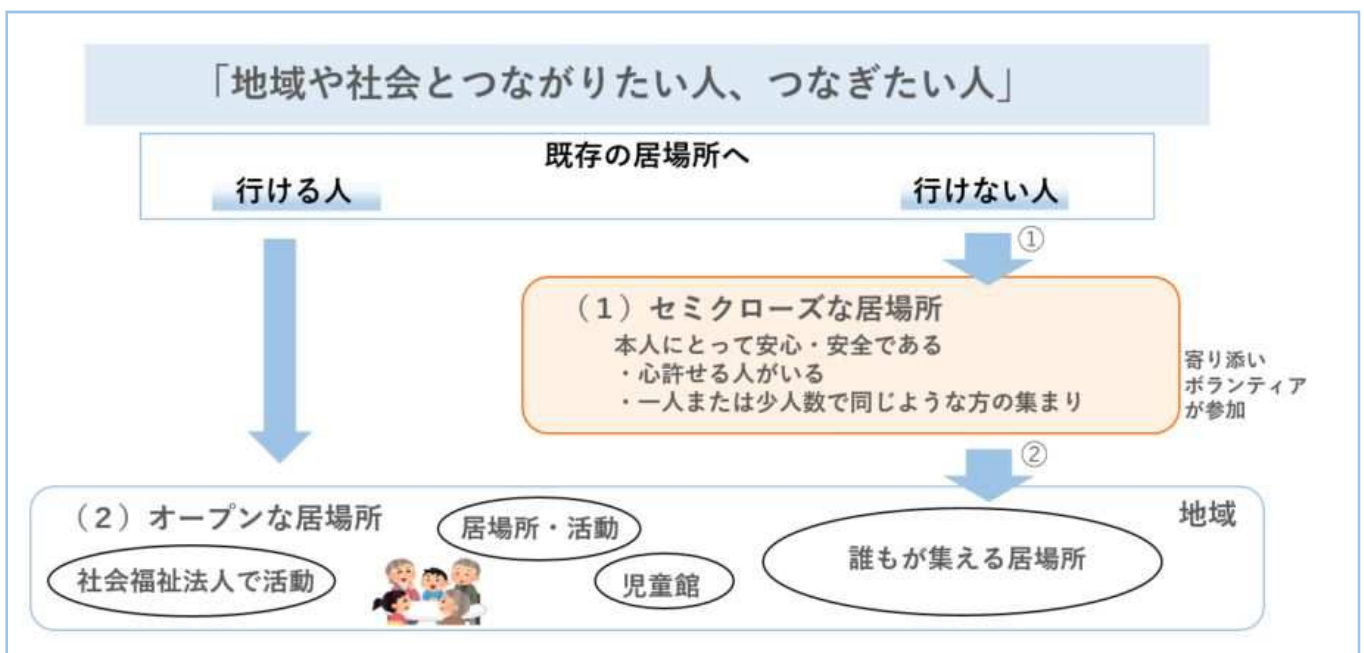 「地域や社会とつながりたい人、つなぎたい人」
既存の居場所へ
行ける人
行けない人
①
（１）セミクローズな居場所
本人にとって安心・安全である
・心許せる人がいる
・一人または少人数で同じような方の集まり
寄り添い
ボランティア
が参加
②
（２）オープンな居場所
地域
居場所・活動
社会福祉法人で活動
児童館
誰もが集える居場所